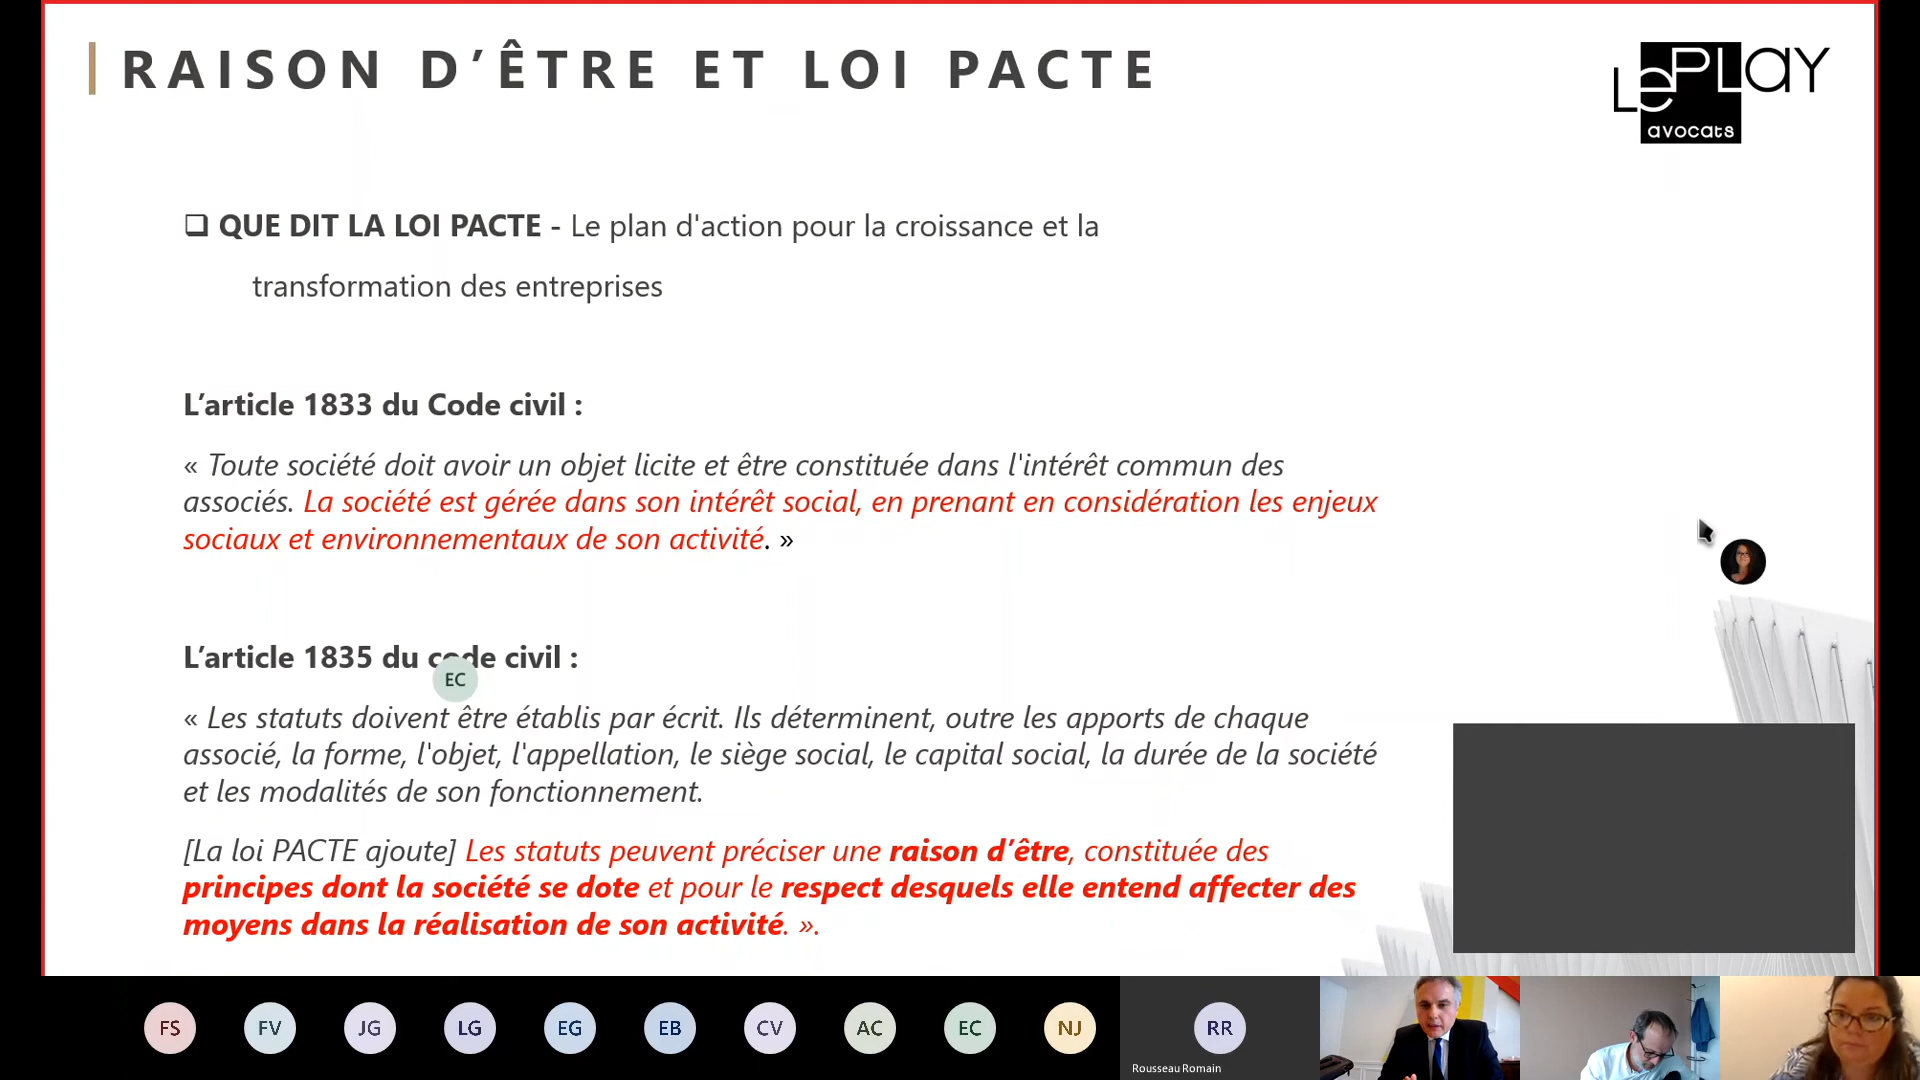 RAISON D’ÊTRE ET LOI PACTE
LePLAY
avocats
❑ QUE DIT LA LOI PACTE - Le plan d'action pour la croissance et la
transformation des entreprises
L’article 1833 du Code civil :
« Toute société doit avoir un objet licite et être constituée dans l'intérêt commun des
associés. La société est gérée dans son intérêt social, en prenant en considération les enjeux
sociaux et environnementaux de son activité. »
L’article 1835 du code civil :
EC
« Les statuts doivent être établis par écrit. Ils déterminent, outre les apports de chaque
associé, la forme, l'objet, l'appellation, le siège social, le capital social, la durée de la société
et les modalités de son fonctionnement.
[La loi PACTE ajoute] Les statuts peuvent préciser une raison d’être, constituée des
principes dont la société se dote et pour le respect desquels elle entend affecter des
moyens dans la réalisation de son activité. ».
FS FV JG LG EG EB CV AC EC NJ RR
Rousseau Romain